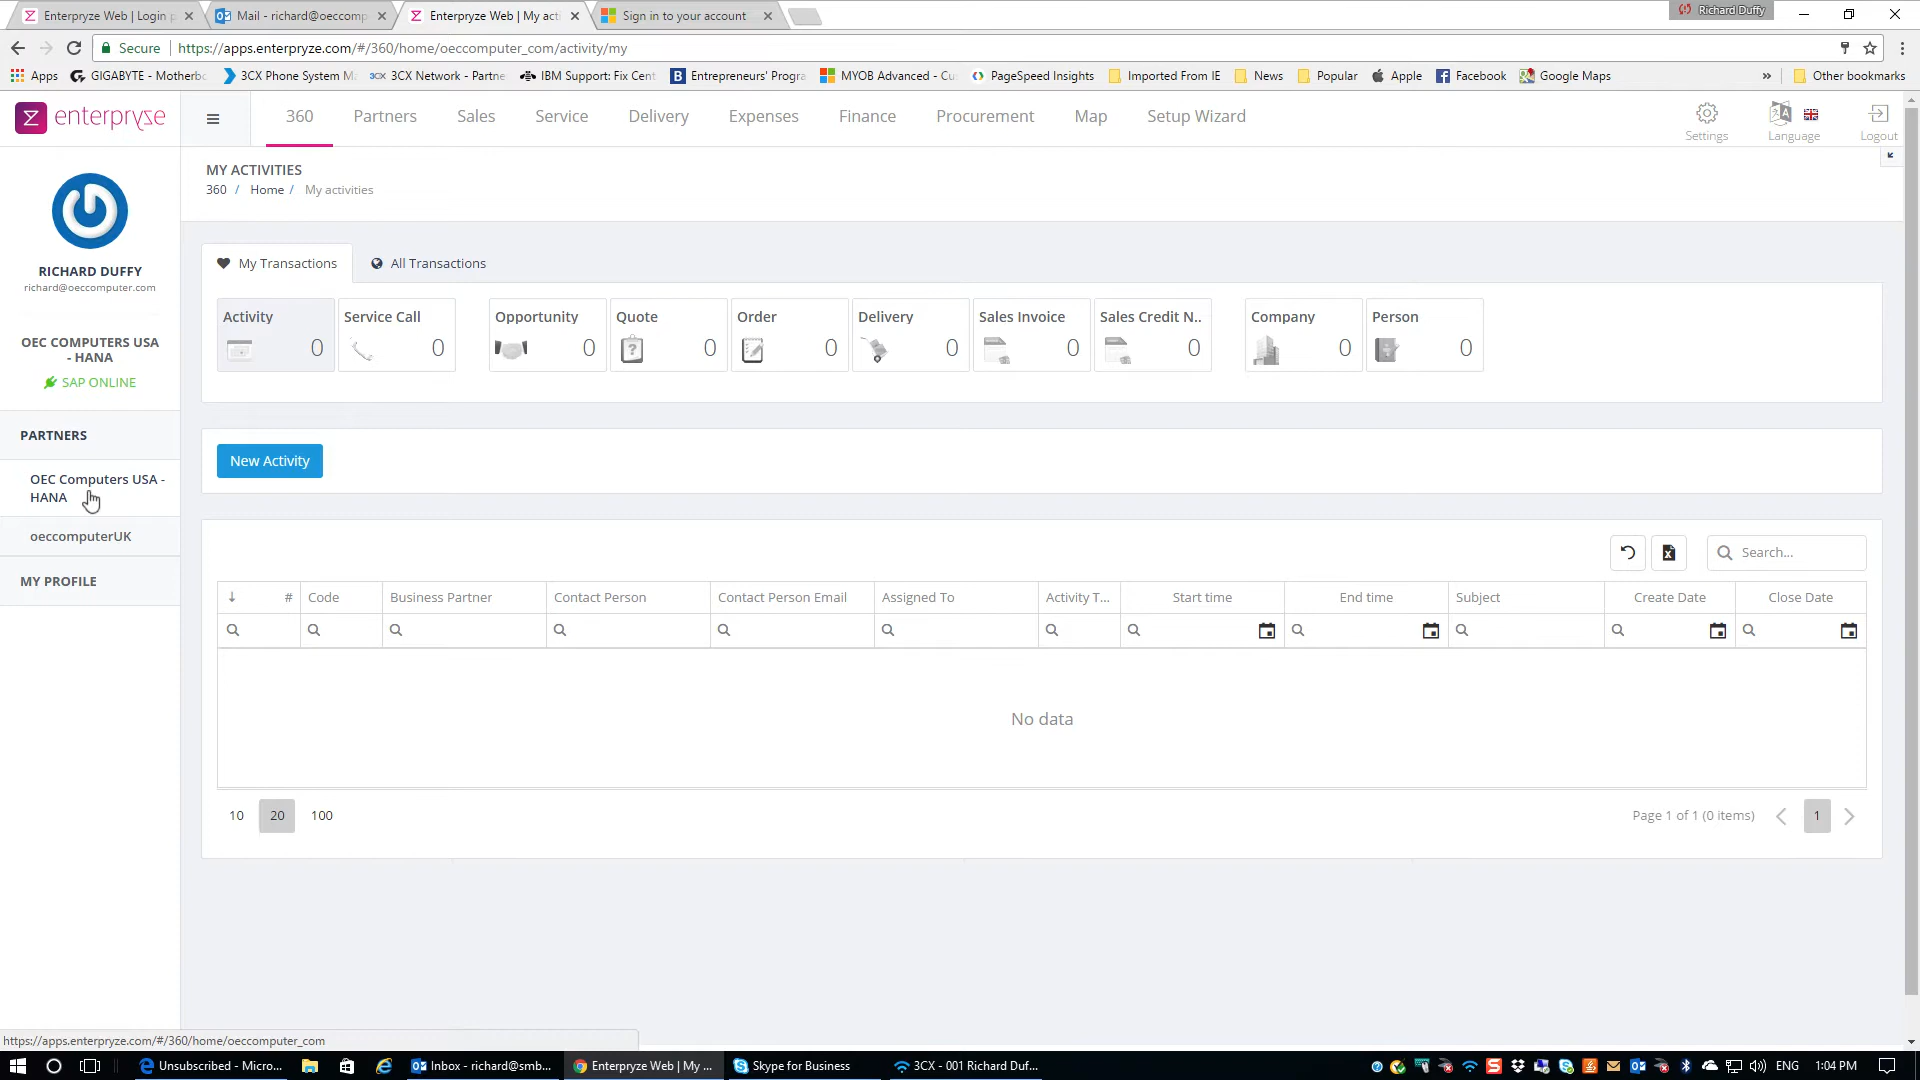 Enterpryze Web | Login p
Mail - richard@oeccomp
Enterpryze Web | My act
Sign in to your account
Richard Duffy
Secure
https://apps.enterpryze.com/#/360/home/oeccomputer_com/activity/my
Apps
GIGABYTE - Motherbo
3CX Phone System Ma
3CX Network - Partne
IBM Support: Fix Cent
Entrepreneurs' Progra
MYOB Advanced - Cu
PageSpeed Insights
Imported From IE
News
Popular
Apple
Facebook
Google Maps
»
Other bookmarks
enterpryze
360
Partners
Sales
Service
Delivery
Expenses
Finance
Procurement
Map
Setup Wizard
Settings
Language
Logout
MY ACTIVITIES
360 / Home / My activities
RICHARD DUFFY
richard@oeccomputer.com
OEC COMPUTERS USA
- HANA
SAP ONLINE
PARTNERS
OEC Computers USA -
HANA
oeccomputerUK
MY PROFILE
My Transactions
All Transactions
Activity
0
Service Call
0
Opportunity
0
Quote
0
Order
0
Delivery
0
Sales Invoice
0
Sales Credit N..
0
Company
0
Person
0
New Activity
Search...
#
Code
Business Partner
Contact Person
Contact Person Email
Assigned To
Activity T...
Start time
End time
Subject
Create Date
Close Date
No data
10
20
100
Page 1 of 1 (0 items)
1
https://apps.enterpryze.com/#/360/home/oeccomputer_com
Unsubscribed - Micro...
Inbox - richard@smb...
Enterpryze Web | My ...
Skype for Business
3CX - 001 Richard Duf...
ENG
1:04 PM